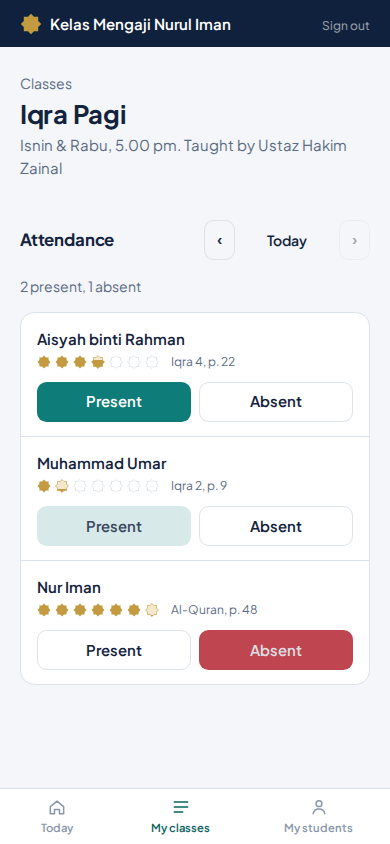 Kelas Mengaji Nurul Iman
Sign out
Classes
Iqra Pagi
Isnin & Rabu, 5.00 pm. Taught by Ustaz Hakim
Zainal
Attendance
‹
Today
›
2 present, 1 absent
Aisyah binti Rahman
Iqra 4, p. 22
Present
Absent
Muhammad Umar
Iqra 2, p. 9
Present
Absent
Nur Iman
Al-Quran, p. 48
Present
Absent
Today
My classes
My students